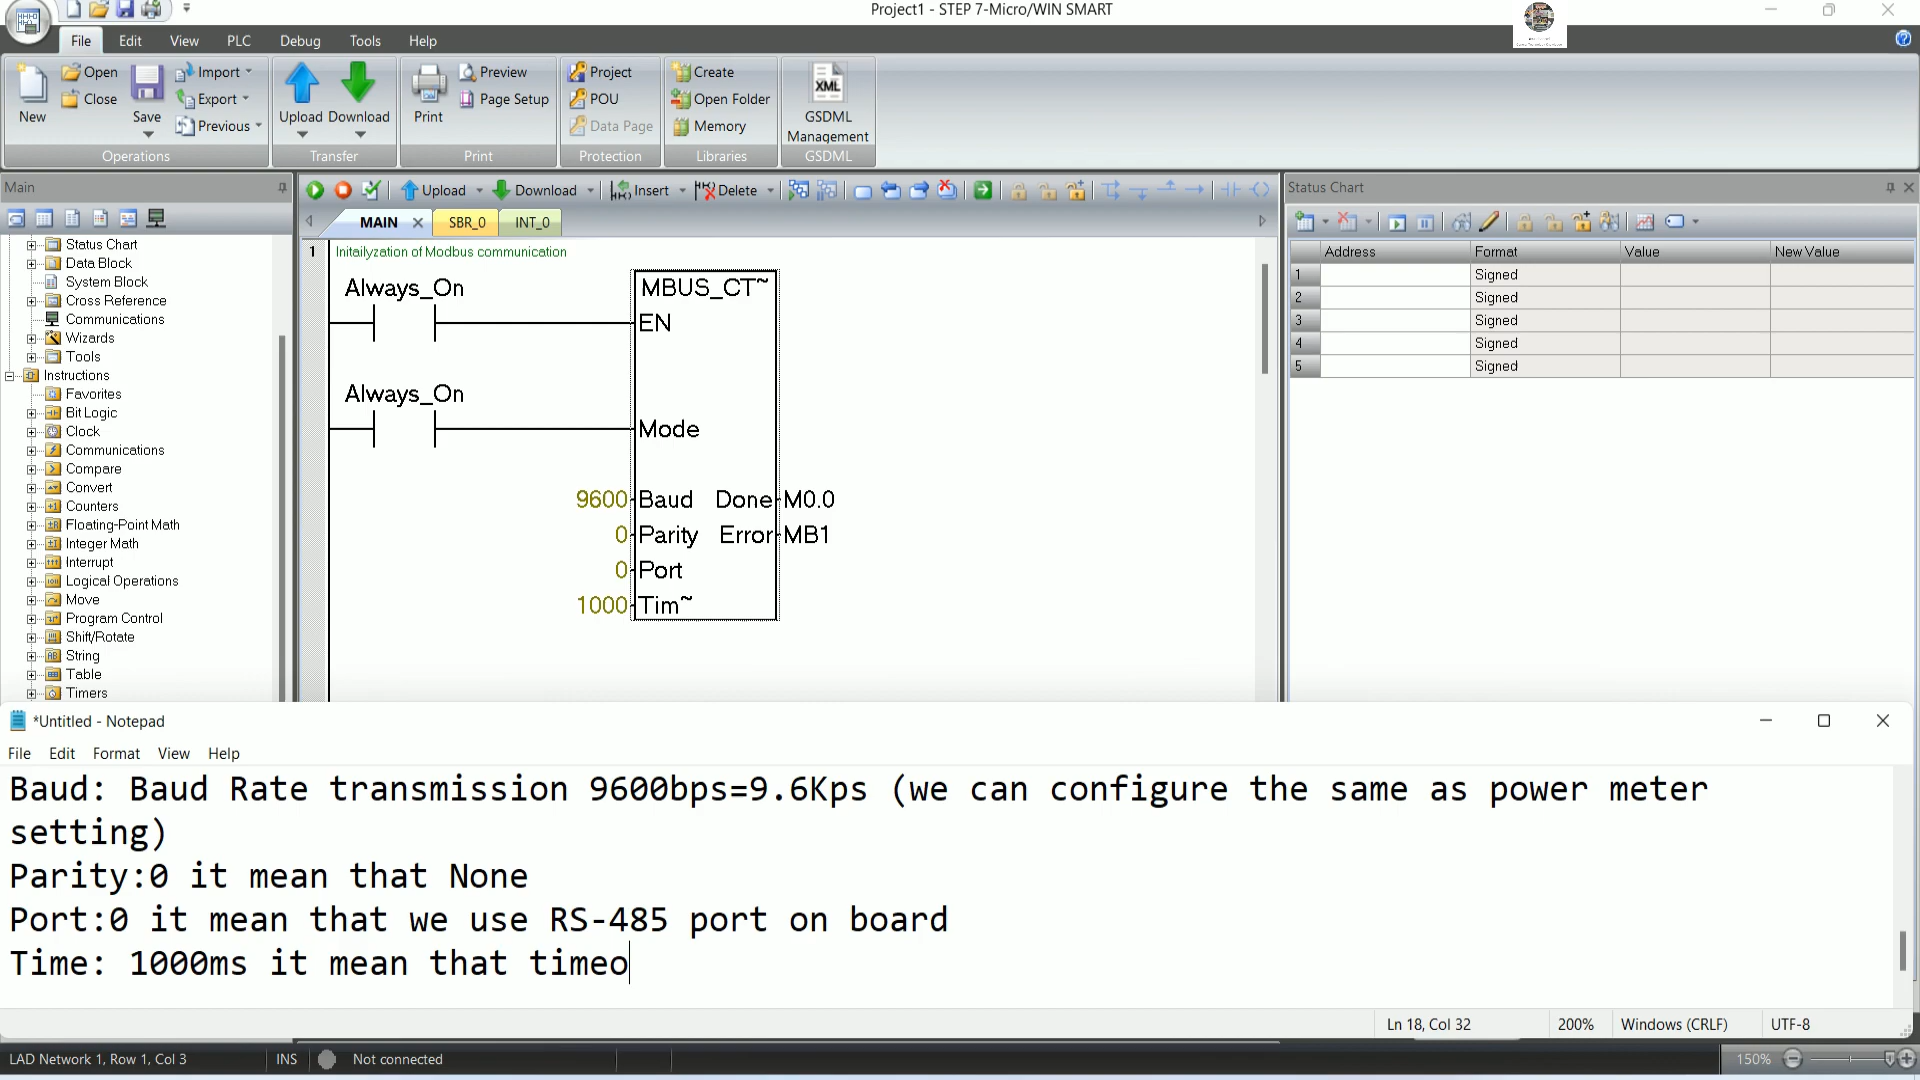 Project1 - STEP 7-Micro/WIN SMART
File Edit View PLC Debug Tools Help
New
Open
Close
Save
Import
Export
Previous
Operations
Upload
Download
Transfer
Print
Preview
Page Setup
Print
Project
POU
Data Page
Protection
Create
Open Folder
Memory
Libraries
XML
GSDML
Management
GSDML
Main
Upload Download Insert Delete
Status Chart
MAIN SBR_0 INT_0
Status Chart
Data Block
System Block
Cross Reference
Communications
Wizards
Tools
Instructions
Favorites
Bit Logic
Clock
Communications
Compare
Convert
Counters
Floating-Point Math
Integer Math
Interrupt
Logical Operations
Move
Program Control
Shift/Rotate
String
Table
Timers
1 Initailyzation of Modbus communication
Always_On
MBUS_CT~
EN
Always_On
Mode
9600 Baud Done M0.0
0 Parity Error MB1
0 Port
1000 Tim~
Address Format Value New Value
1 Signed
2 Signed
3 Signed
4 Signed
5 Signed
*Untitled - Notepad
File Edit Format View Help
Baud: Baud Rate transmission 9600bps=9.6Kps (we can configure the same as power meter
setting)
Parity:0 it mean that None
Port:0 it mean that we use RS-485 port on board
Time: 1000ms it mean that timeo
Ln 18, Col 32 200% Windows (CRLF) UTF-8
LAD Network 1, Row 1, Col 3 INS Not connected 150%